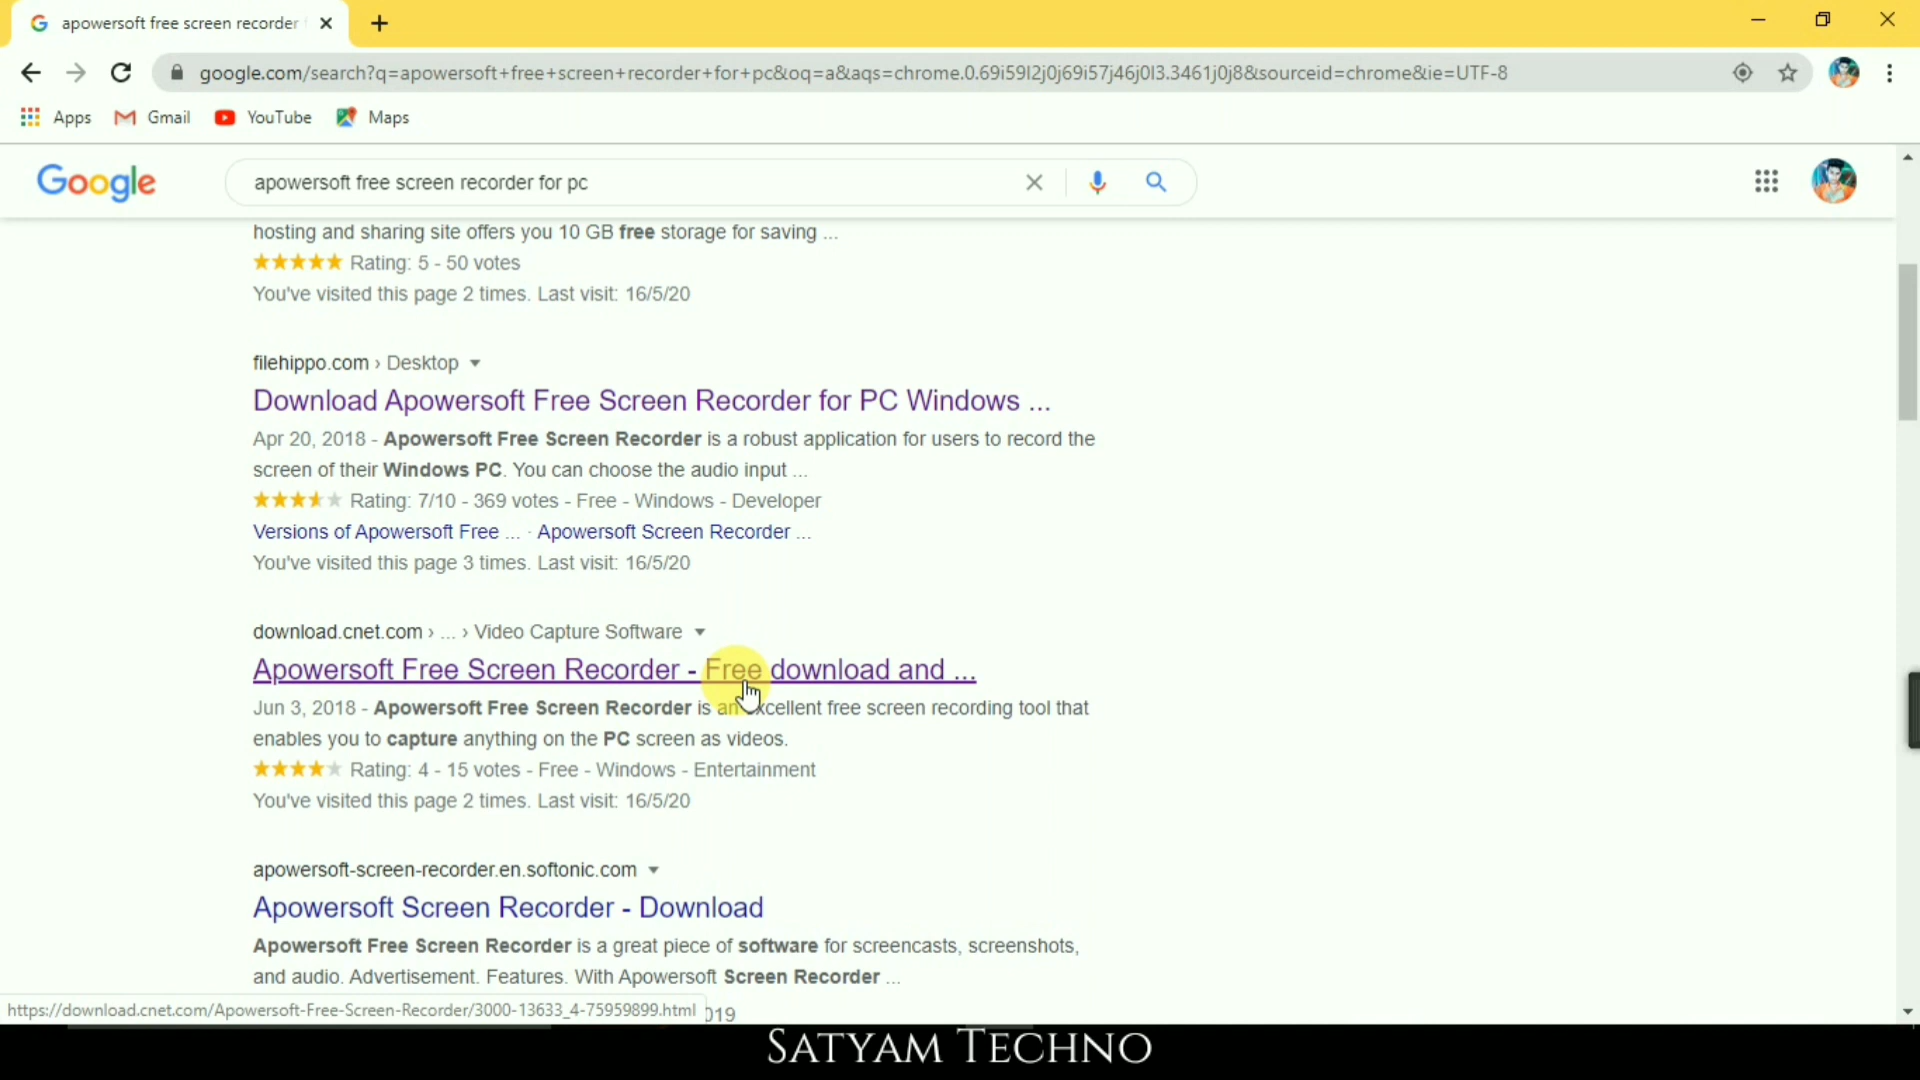 apowersoft free screen recorder
google.com/search?q=apowersoft+free+screen+recorder+for+pc&oq=a&aqs=chrome.0.69i59l2j0j69i57j46j0l3.3461j0j8&sourceid=chrome&ie=UTF-8
Apps Gmail YouTube Maps
Google apowersoft free screen recorder for pc
hosting and sharing site offers you 10 GB free storage for saving ...
Rating: 5 - 50 votes
You've visited this page 2 times. Last visit: 16/5/20
filehippo.com › Desktop
Download Apowersoft Free Screen Recorder for PC Windows ...
Apr 20, 2018 - Apowersoft Free Screen Recorder is a robust application for users to record the
screen of their Windows PC. You can choose the audio input ...
Rating: 7/10 - 369 votes - Free - Windows - Developer
Versions of Apowersoft Free ... · Apowersoft Screen Recorder ...
You've visited this page 3 times. Last visit: 16/5/20
download.cnet.com › ... › Video Capture Software
Apowersoft Free Screen Recorder - Free download and ...
Jun 3, 2018 - Apowersoft Free Screen Recorder is an excellent free screen recording tool that
enables you to capture anything on the PC screen as videos.
Rating: 4 - 15 votes - Free - Windows - Entertainment
You've visited this page 2 times. Last visit: 16/5/20
apowersoft-screen-recorder.en.softonic.com
Apowersoft Screen Recorder - Download
Apowersoft Free Screen Recorder is a great piece of software for screencasts, screenshots,
and audio. Advertisement. Features. With Apowersoft Screen Recorder ...
https://download.cnet.com/Apowersoft-Free-Screen-Recorder/3000-13633_4-75959899.html 019
SATYAM TECHNO